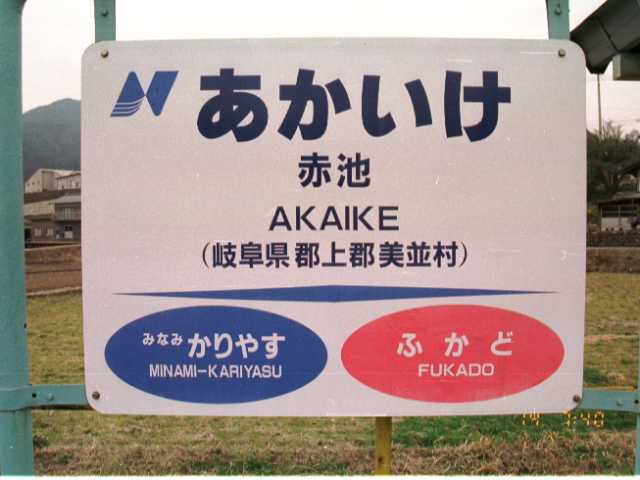 あかいけ
赤池
AKAIKE
(岐阜県郡上郡美並村)
みなみ かりやす
MINAMI-KARIYASU
ふかど
FUKADO